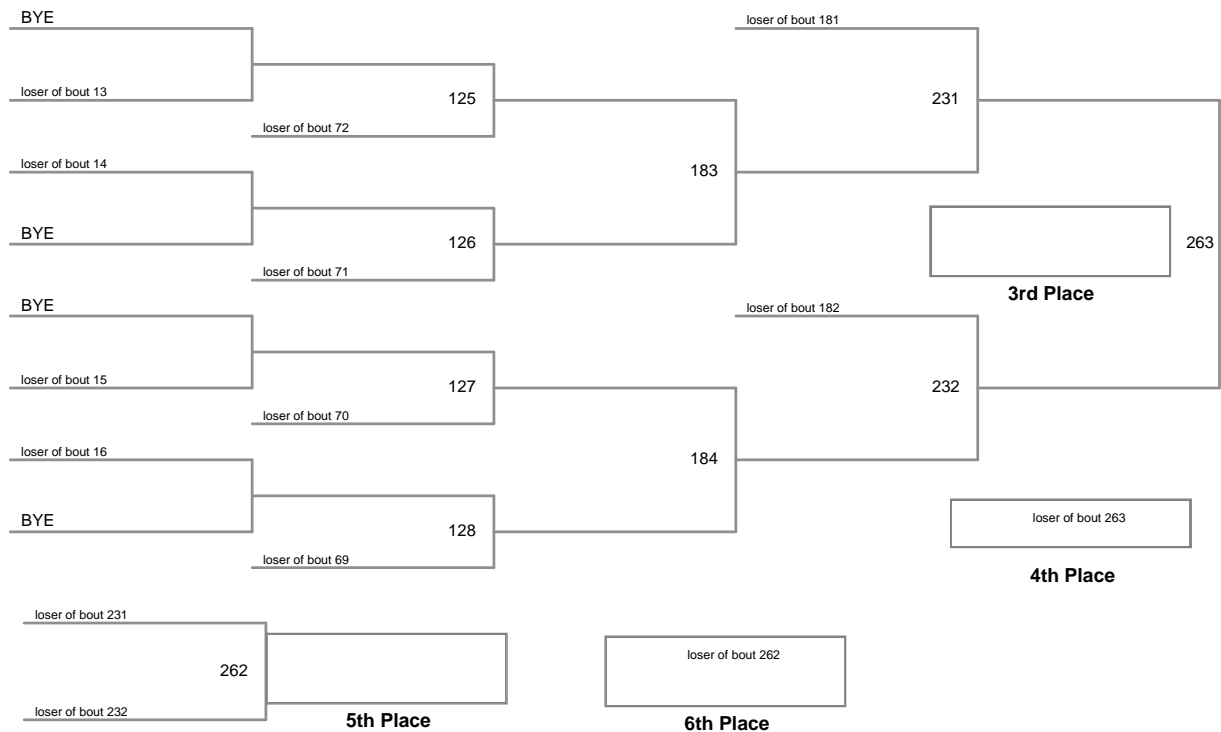 BYE
loser of bout 181
loser of bout 13
125
231
loser of bout 72
loser of bout 14
183
BYE
126
263
loser of bout 71
3rd Place
BYE
loser of bout 182
loser of bout 15
127
232
loser of bout 70
loser of bout 16
184
BYE
128
loser of bout 263
loser of bout 69
4th Place
loser of bout 231
262
loser of bout 262
loser of bout 232
5th Place
6th Place